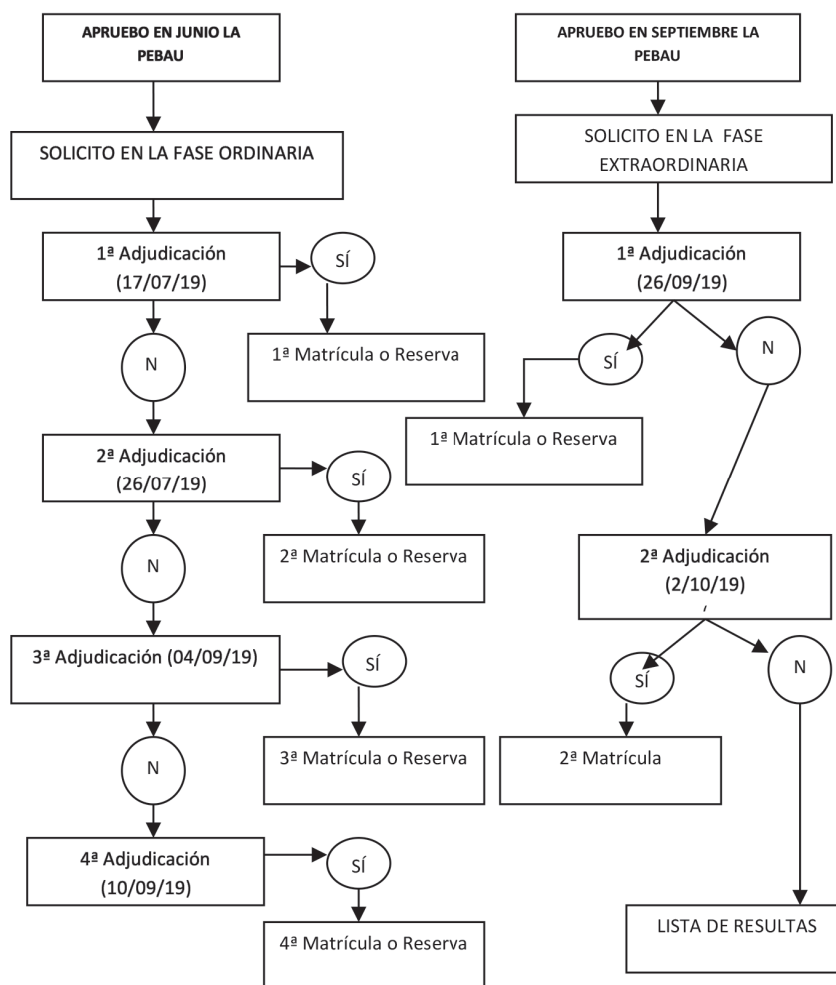 APRUEBO EN JUNIO LA
PEBAU
SOLICITO EN LA FASE ORDINARIA
1ª Adjudicación
(17/07/19)
SÍ
1ª Matrícula o Reserva
N
2ª Adjudicación
(26/07/19)
SÍ
2ª Matrícula o Reserva
N
3ª Adjudicación (04/09/19)
SÍ
3ª Matrícula o Reserva
N
4ª Adjudicación
(10/09/19)
SÍ
4ª Matrícula o Reserva
APRUEBO EN SEPTIEMBRE LA
PEBAU
SOLICITO EN LA FASE
EXTRAORDINARIA
1ª Adjudicación
(26/09/19)
SÍ
N
1ª Matrícula o Reserva
2ª Adjudicación
(2/10/19)
SÍ
N
2ª Matrícula
LISTA DE RESULTAS